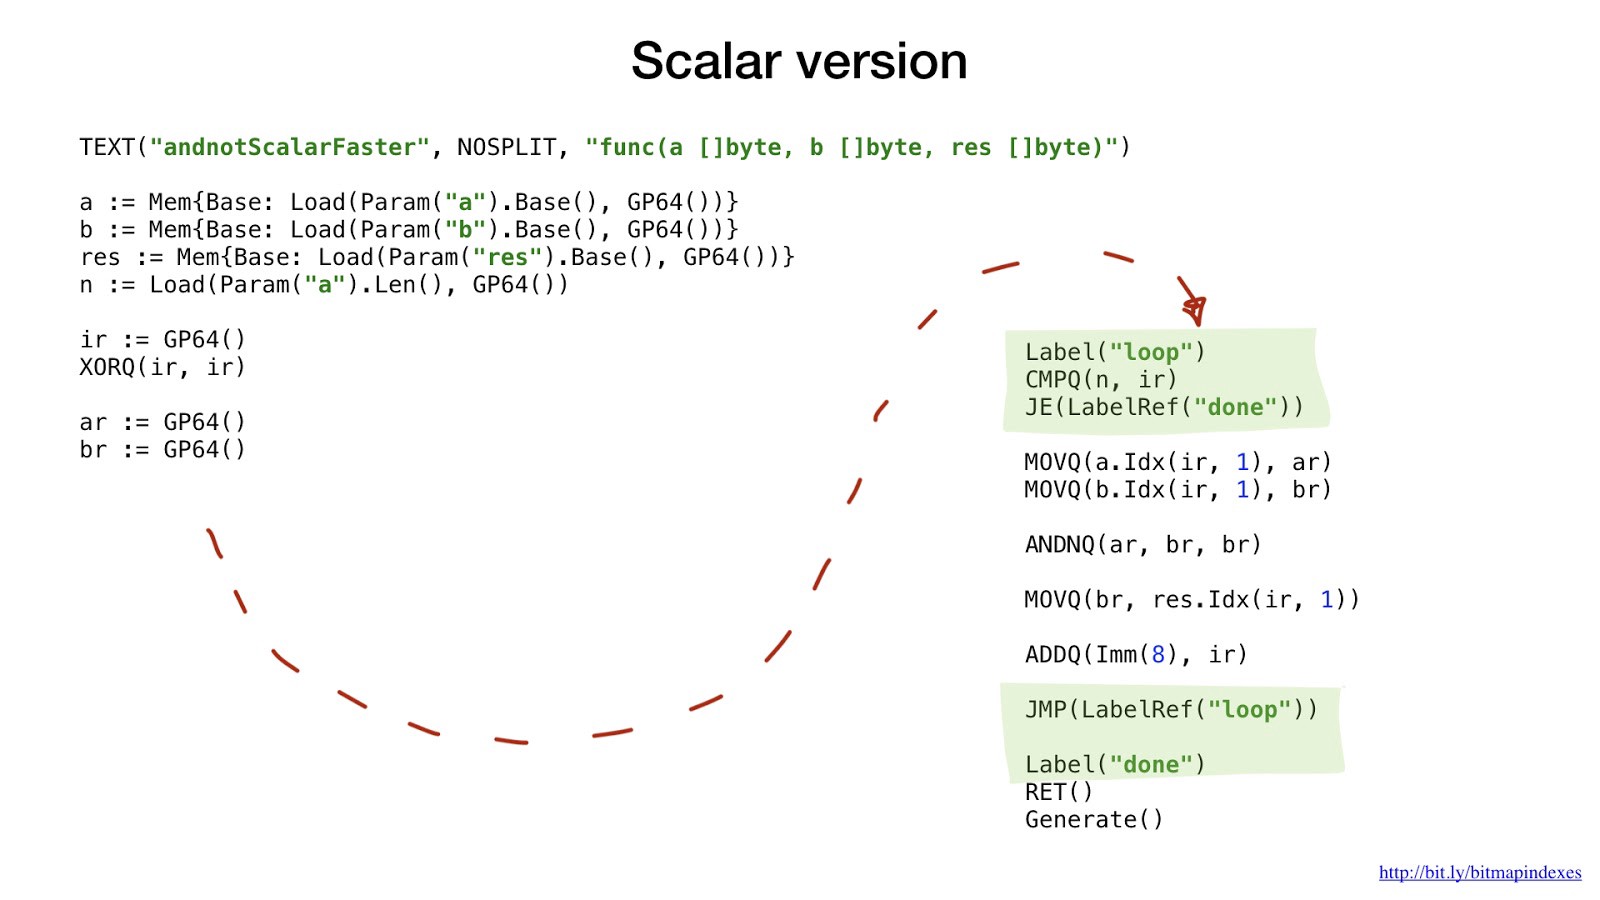 Scalar version
TEXT("andnotScalarFaster", NOSPLIT, "func(a []byte, b []byte, res []byte)")
a := Mem{Base: Load(Param("a").Base(), GP64())}
b := Mem{Base: Load(Param("b").Base(), GP64())}
res := Mem{Base: Load(Param("res").Base(), GP64())}
n := Load(Param("a").Len(), GP64())
ir := GP64()
XORQ(ir, ir)
ar := GP64()
br := GP64()
Label("loop")
CMPQ(n, ir)
JE(LabelRef("done"))
MOVQ(a.Idx(ir, 1), ar)
MOVQ(b.Idx(ir, 1), br)
ANDNQ(ar, br, br)
MOVQ(br, res.Idx(ir, 1))
ADDQ(Imm(8), ir)
JMP(LabelRef("loop"))
Label("done")
RET()
Generate()
http://bit.ly/bitmapindexes